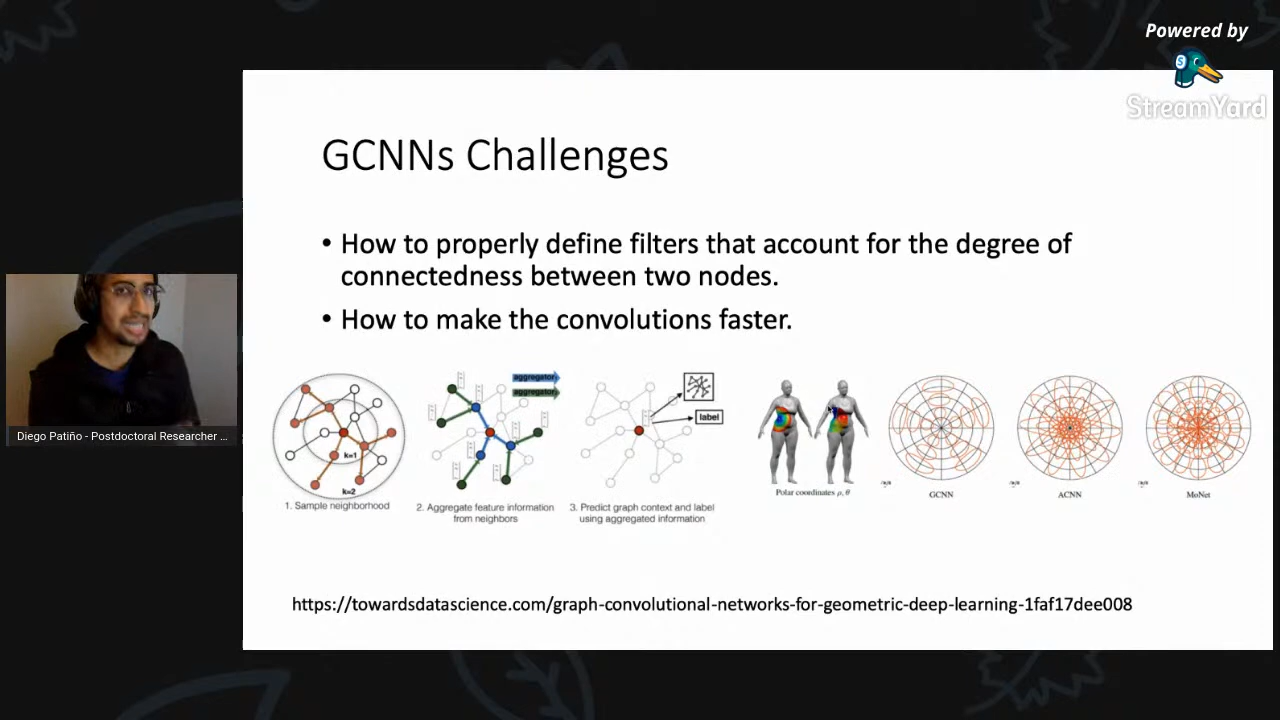 Powered by
StreamYard
GCNNs Challenges
• How to properly define filters that account for the degree of
connectedness between two nodes.
• How to make the convolutions faster.
aggregator
aggregator
label
k=1
k=2
1. Sample neighborhood
2. Aggregate feature information
from neighbors
3. Predict graph context and label
using aggregated information
Polar coordinates ρ, θ
GCNN
ACNN
MoNet
Diego Patiño - Postdoctoral Researcher ...
https://towardsdatascience.com/graph-convolutional-networks-for-geometric-deep-learning-1faf17dee008